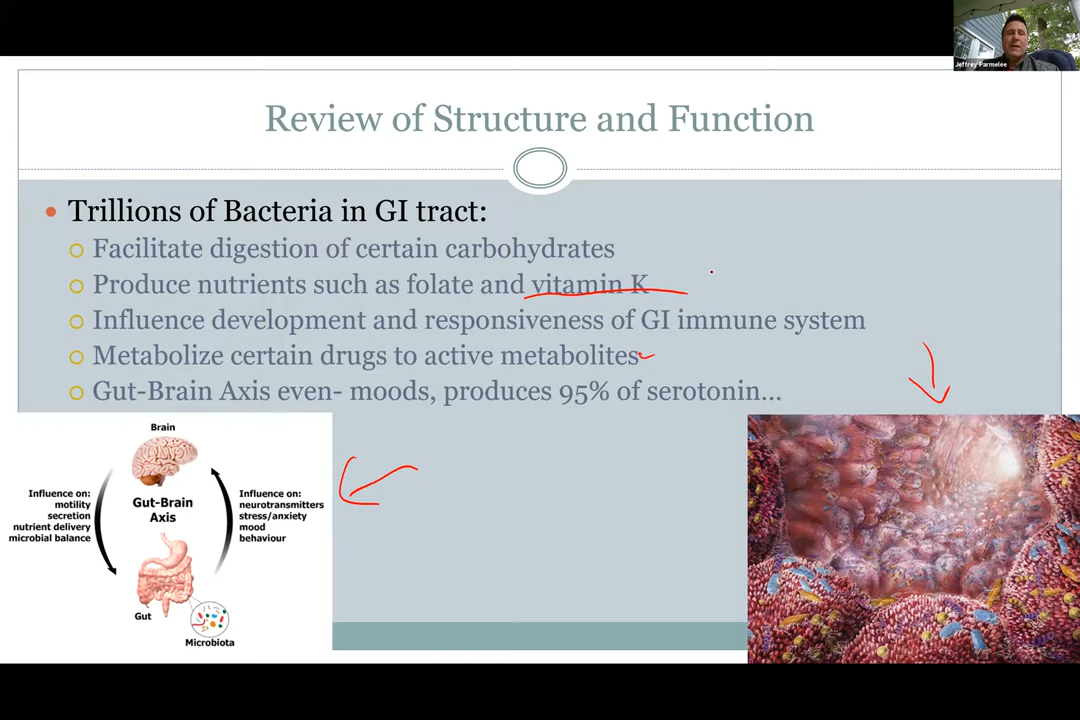 Jeffrey Parmelee
Review of Structure and Function
Trillions of Bacteria in GI tract:
Facilitate digestion of certain carbohydrates
Produce nutrients such as folate and vitamin K
Influence development and responsiveness of GI immune system
Metabolize certain drugs to active metabolites
Gut-Brain Axis even- moods, produces 95% of serotonin...
Brain
Influence on:
motility
secretion
nutrient delivery
microbial balance
Gut-Brain
Axis
Influence on:
neurotransmitters
stress/anxiety
mood
behaviour
Gut
Microbiota